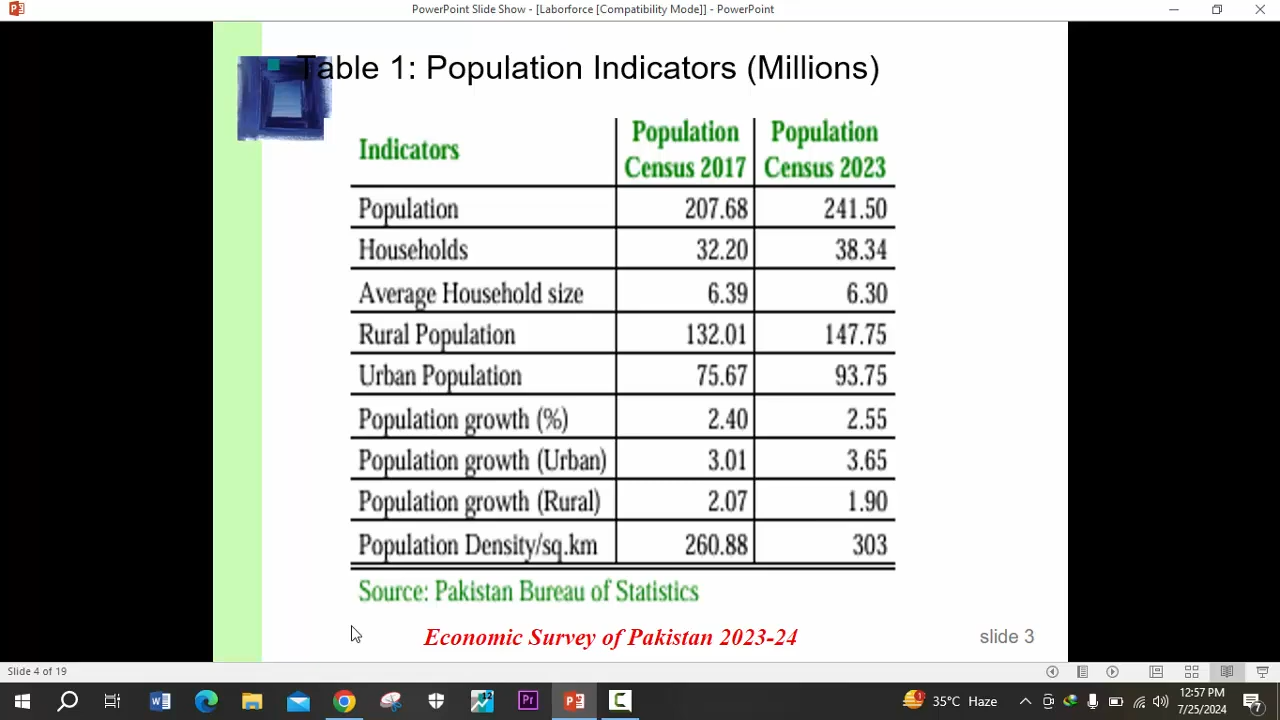 PowerPoint Slide Show - [Laborforce [Compatibility Mode]] - PowerPoint
Table 1: Population Indicators (Millions)
Indicators Population Census 2017 Population Census 2023
Population 207.68 241.50
Households 32.20 38.34
Average Household size 6.39 6.30
Rural Population 132.01 147.75
Urban Population 75.67 93.75
Population growth (%) 2.40 2.55
Population growth (Urban) 3.01 3.65
Population growth (Rural) 2.07 1.90
Population Density/sq.km 260.88 303
Source: Pakistan Bureau of Statistics
Economic Survey of Pakistan 2023-24
slide 3
Slide 4 of 19
35°C Haze
12:57 PM
7/25/2024